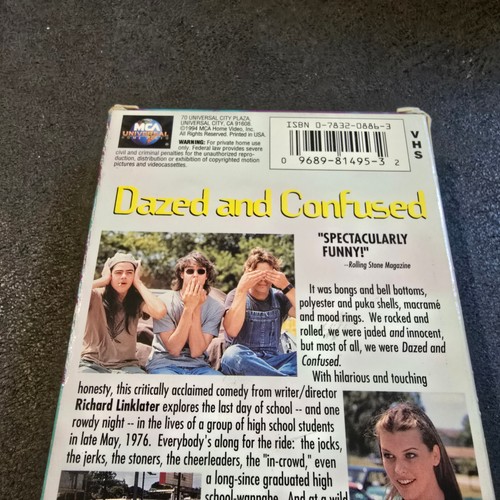 MCA
UNIVERSAL
70 UNIVERSAL CITY PLAZA,
UNIVERSAL CITY, CA 91608.
©1994 MCA Home Video, Inc.
All Rights Reserved. Printed in USA.
WARNING: For private home use
only. Federal law provides severe
civil and criminal penalties for the unauthorized repro-
duction, distribution or exhibition of copyrighted motion
pictures and videocassettes.
ISBN 0-7832-0886-3
0 9689-81495-3 2
VHS
Dazed and Confused
"SPECTACULARLY
FUNNY!"
--Rolling Stone Magazine
It was bongs and bell bottoms,
polyester and puka shells, macramé
and mood rings. We rocked and
rolled, we were jaded and innocent,
but most of all, we were Dazed and
Confused.
With hilarious and touching
honesty, this critically acclaimed comedy from writer/director
Richard Linklater explores the last day of school -- and one
rowdy night -- in the lives of a group of high school students
in late May, 1976. Everybody's along for the ride: the jocks,
the jerks, the stoners, the cheerleaders, the "in-crowd," even
a long-since graduated high
school-wannabe. And at a wild